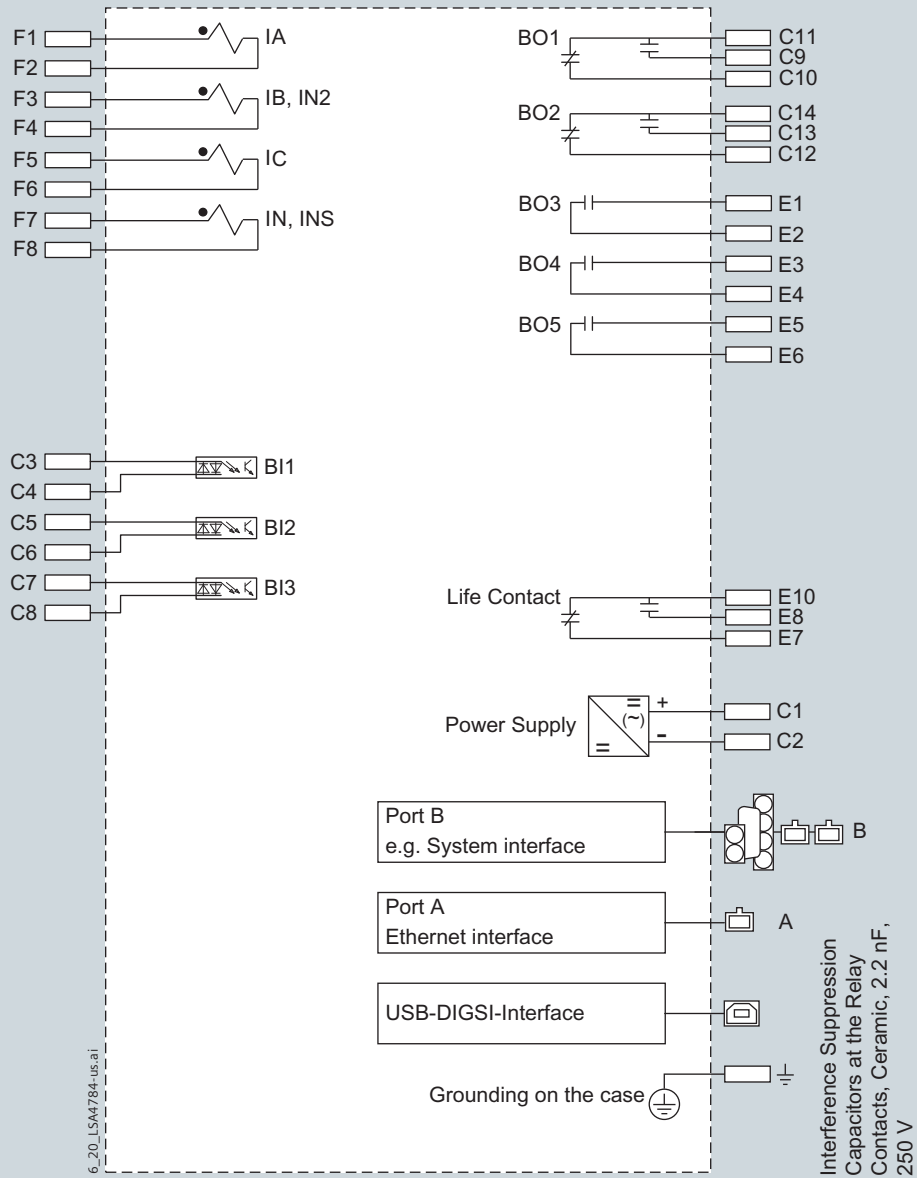 F1
IA
F2
F3
IB, IN2
F4
F5
IC
F6
F7
IN, INS
F8
C3
BI1
C4
C5
BI2
C6
C7
BI3
C8
BO1
C11
C9
C10
BO2
C14
C13
C12
BO3
E1
E2
BO4
E3
E4
BO5
E5
E6
Life Contact
E10
E8
E7
Power Supply
=
(~)
=
+
-
C1
C2
Port B
e.g. System interface
B
Port A
Ethernet interface
A
USB-DIGSI-Interface
Grounding on the case
Interference Suppression
Capacitors at the Relay
Contacts, Ceramic, 2.2 nF,
250 V
6_20_LSA4784-us.ai